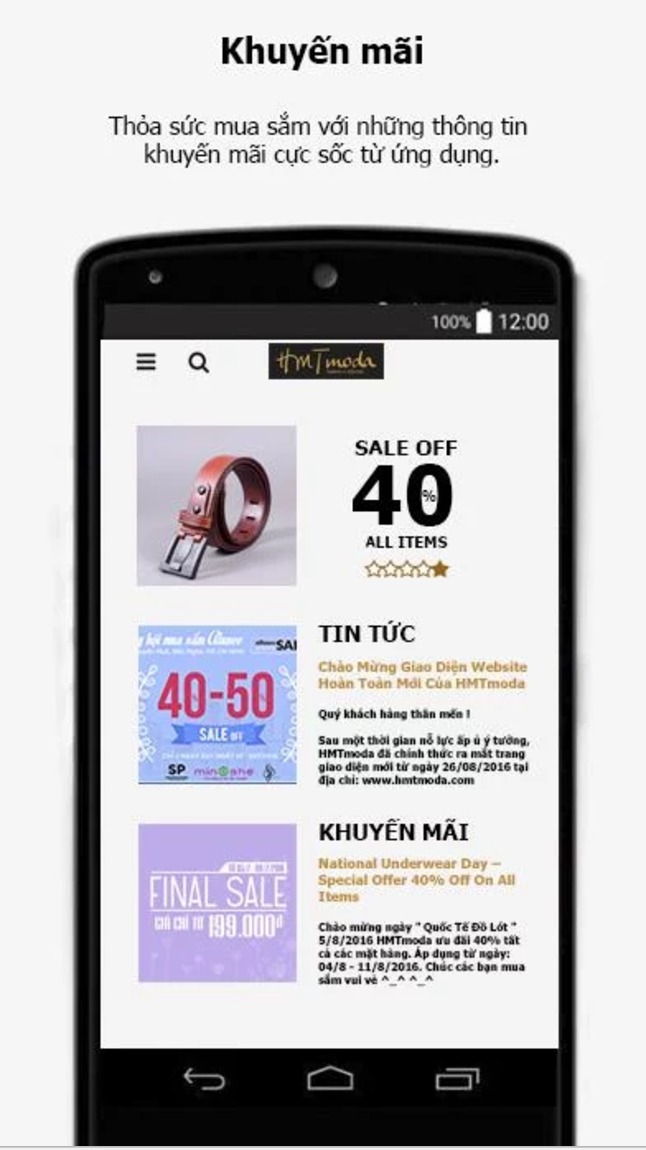 Khuyến mãi
Thỏa sức mua sắm với những thông tin
khuyến mãi cực sốc từ ứng dụng.
100% 12:00
HMTmoda
SALE OFF
40%
ALL ITEMS
hội mua sắm
SAL
40-50
SALE OFF
SP
TIN TỨC
Chào Mừng Giao Diện Website
Hoàn Toàn Mới Của HMTmoda
Quý khách hàng thân mến !
Sau một thời gian nỗ lực ấp ủ ý tưởng,
HMTmoda đã chính thức ra mắt trang
giao diện mới từ ngày 26/08/2016 tại
địa chỉ: www.hmtmoda.com
FINAL SALE
GIÁ CHỈ TỪ 199.000đ
KHUYẾN MÃI
National Underwear Day –
Special Offer 40% Off On All
Items
Chào mừng ngày " Quốc Tế Đồ Lót "
5/8/2016 HMTmoda ưu đãi 40% tất
cả các mặt hàng. Áp dụng từ ngày:
04/8 - 11/8/2016. Chúc các bạn mua
sắm vui vẻ ^_^ ^_^